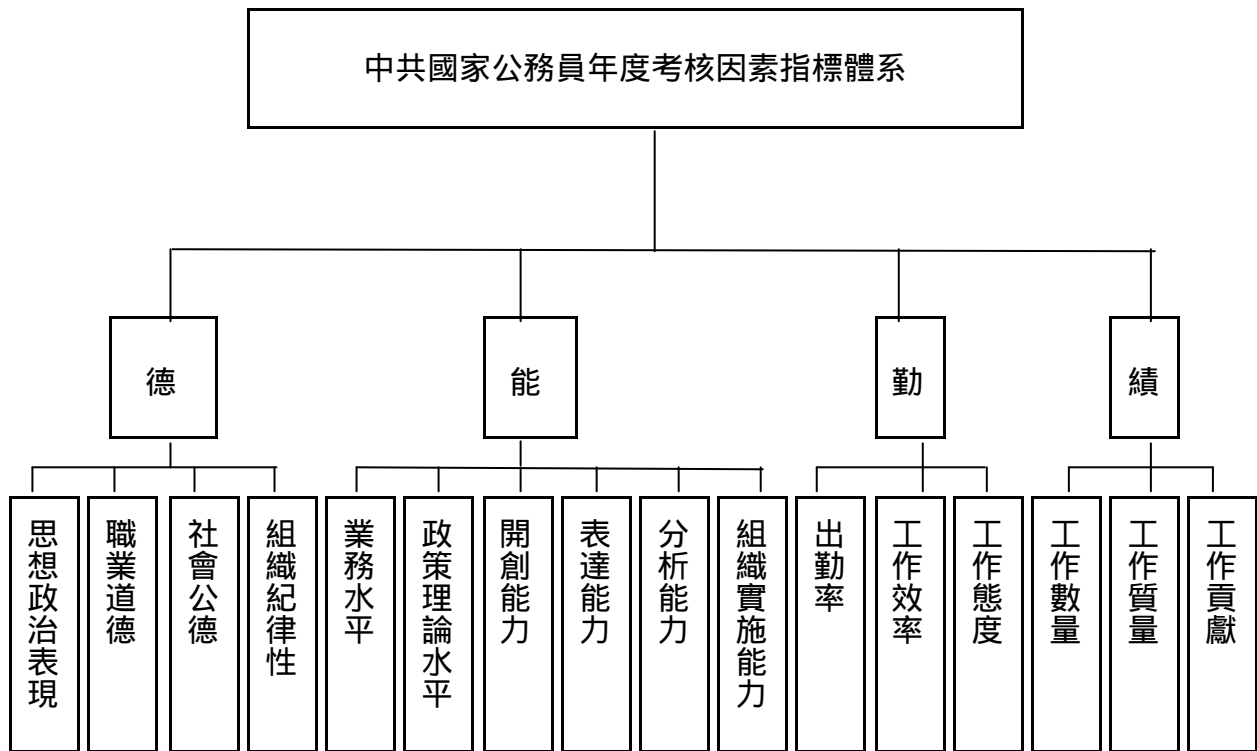 中共國家公務員年度考核因素指標體系
德
能
勤
績
思想政治表現
職業道德
社會公德
組織紀律性
業務水平
政策理論水平
開創能力
表達能力
分析能力
組織實施能力
出勤率
工作效率
工作態度
工作數量
工作質量
工作貢獻